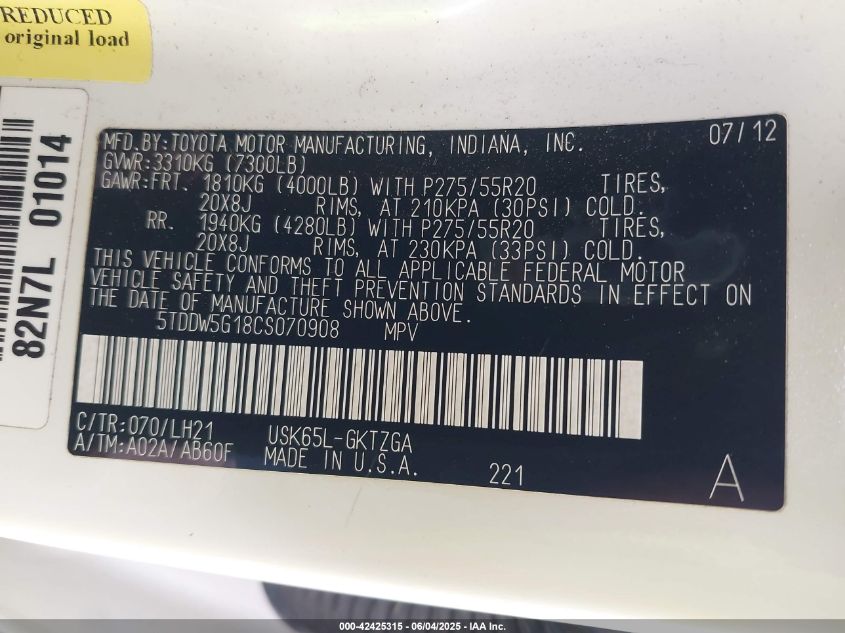 REDUCED
original load
82N7L 01014
MFD.BY:TOYOTA MOTOR MANUFACTURING, INDIANA, INC. 07/12
GVWR:3310KG (7300LB)
GAWR:FRT. 1810KG (4000LB) WITH P275/55R20 TIRES,
20X8J RIMS, AT 210KPA (30PSI) COLD.
RR. 1940KG (4280LB) WITH P275/55R20 TIRES,
20X8J RIMS, AT 230KPA (33PSI) COLD.
THIS VEHICLE CONFORMS TO ALL APPLICABLE FEDERAL MOTOR
VEHICLE SAFETY AND THEFT PREVENTION STANDARDS IN EFFECT ON
THE DATE OF MANUFACTURE SHOWN ABOVE.
5TDDW5G18CS070908 MPV
C/TR:070/LH21 USK65L-GKTZGA
A/TM:A02A/AB60F MADE IN U.S.A. 221 A
000-42425315 - 06/04/2025 - IAA Inc.